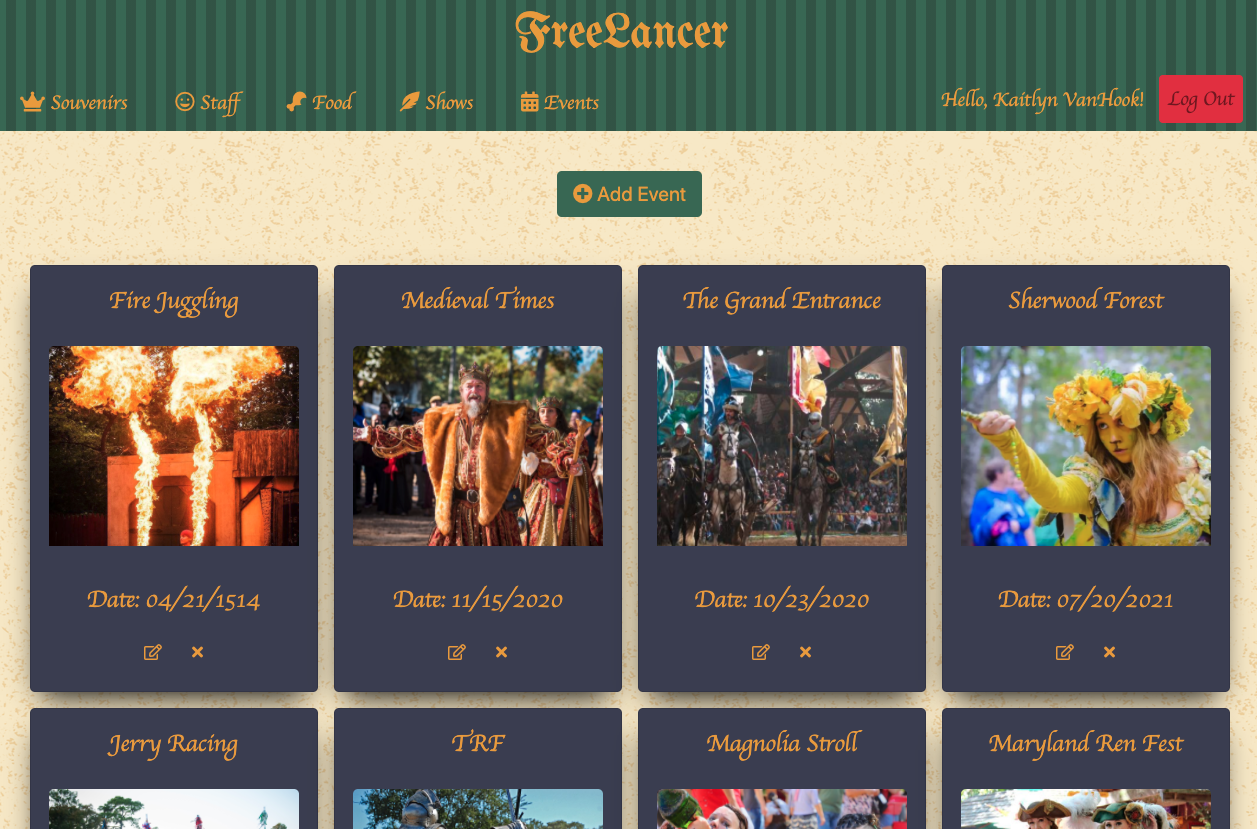 FreeLancer
Souvenirs Staff Food Shows Events Hello, Kaitlyn VanHook! Log Out
Add Event
Fire Juggling Medieval Times The Grand Entrance Sherwood Forest
Date: 04/21/1514 Date: 11/15/2020 Date: 10/23/2020 Date: 07/20/2021
Jerry Racing TRF Magnolia Stroll Maryland Ren Fest